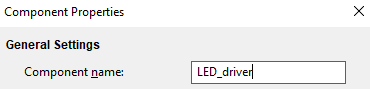 Component Properties
General Settings
Component name: LED_driver